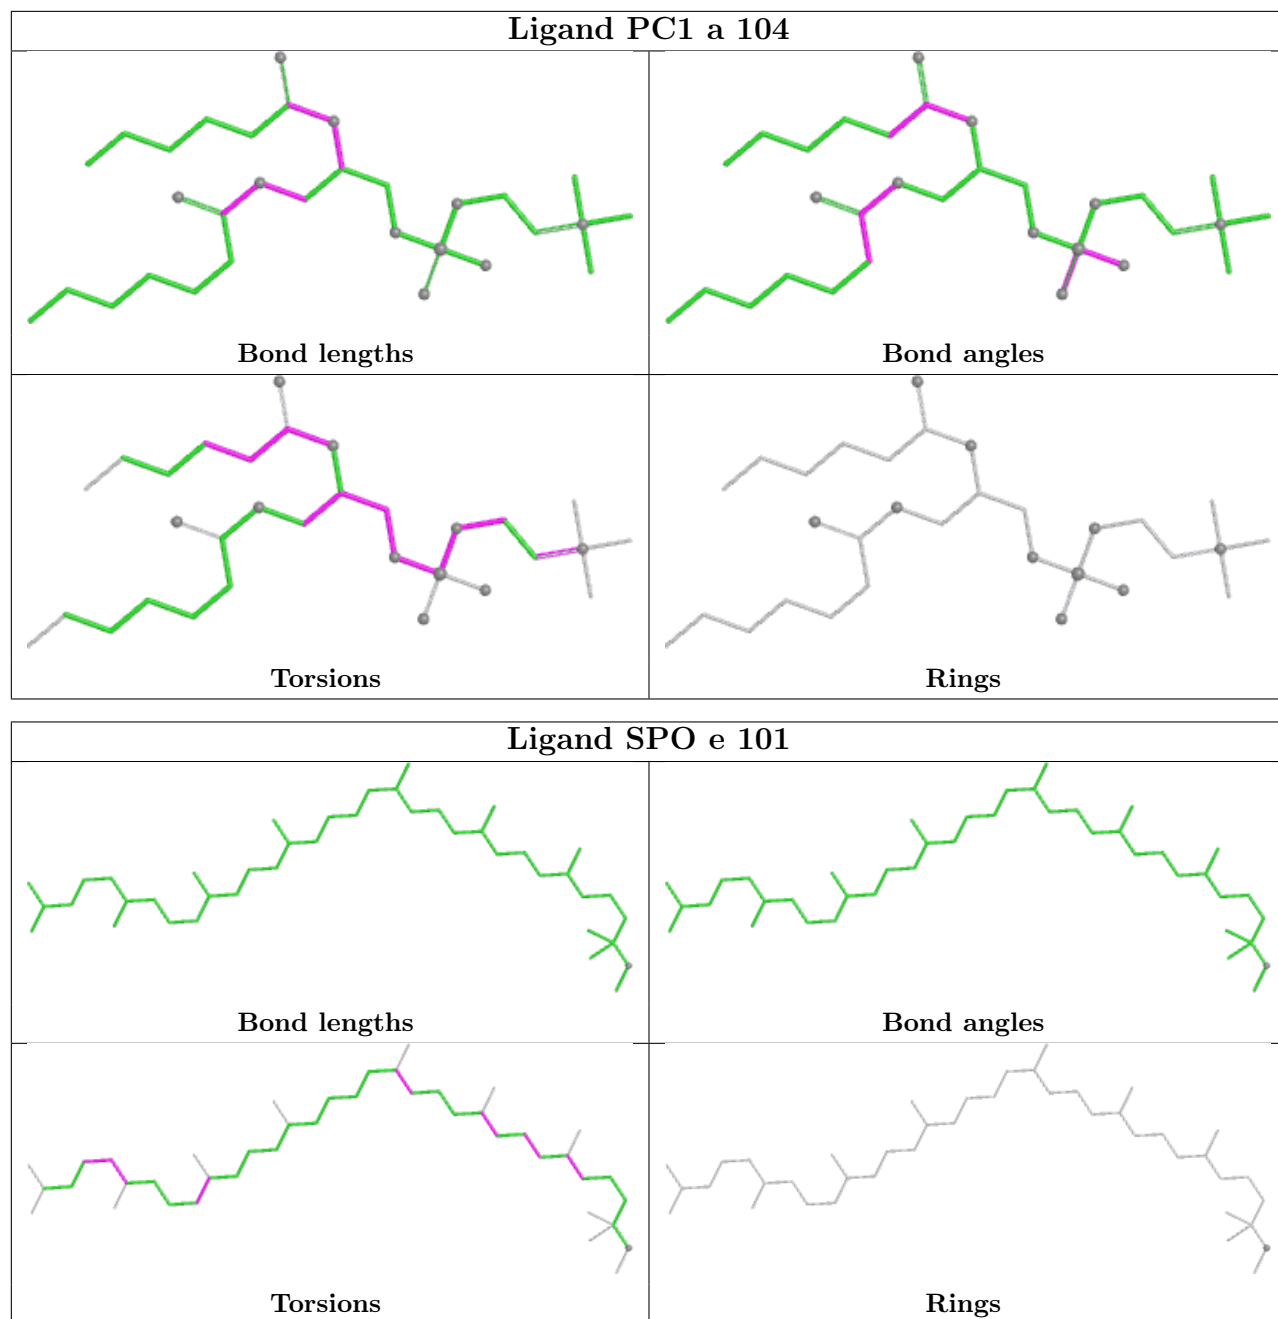 Ligand PC1 a 104
Bond lengths
Bond angles
Torsions
Rings
Ligand SPO e 101
Bond lengths
Bond angles
Torsions
Rings